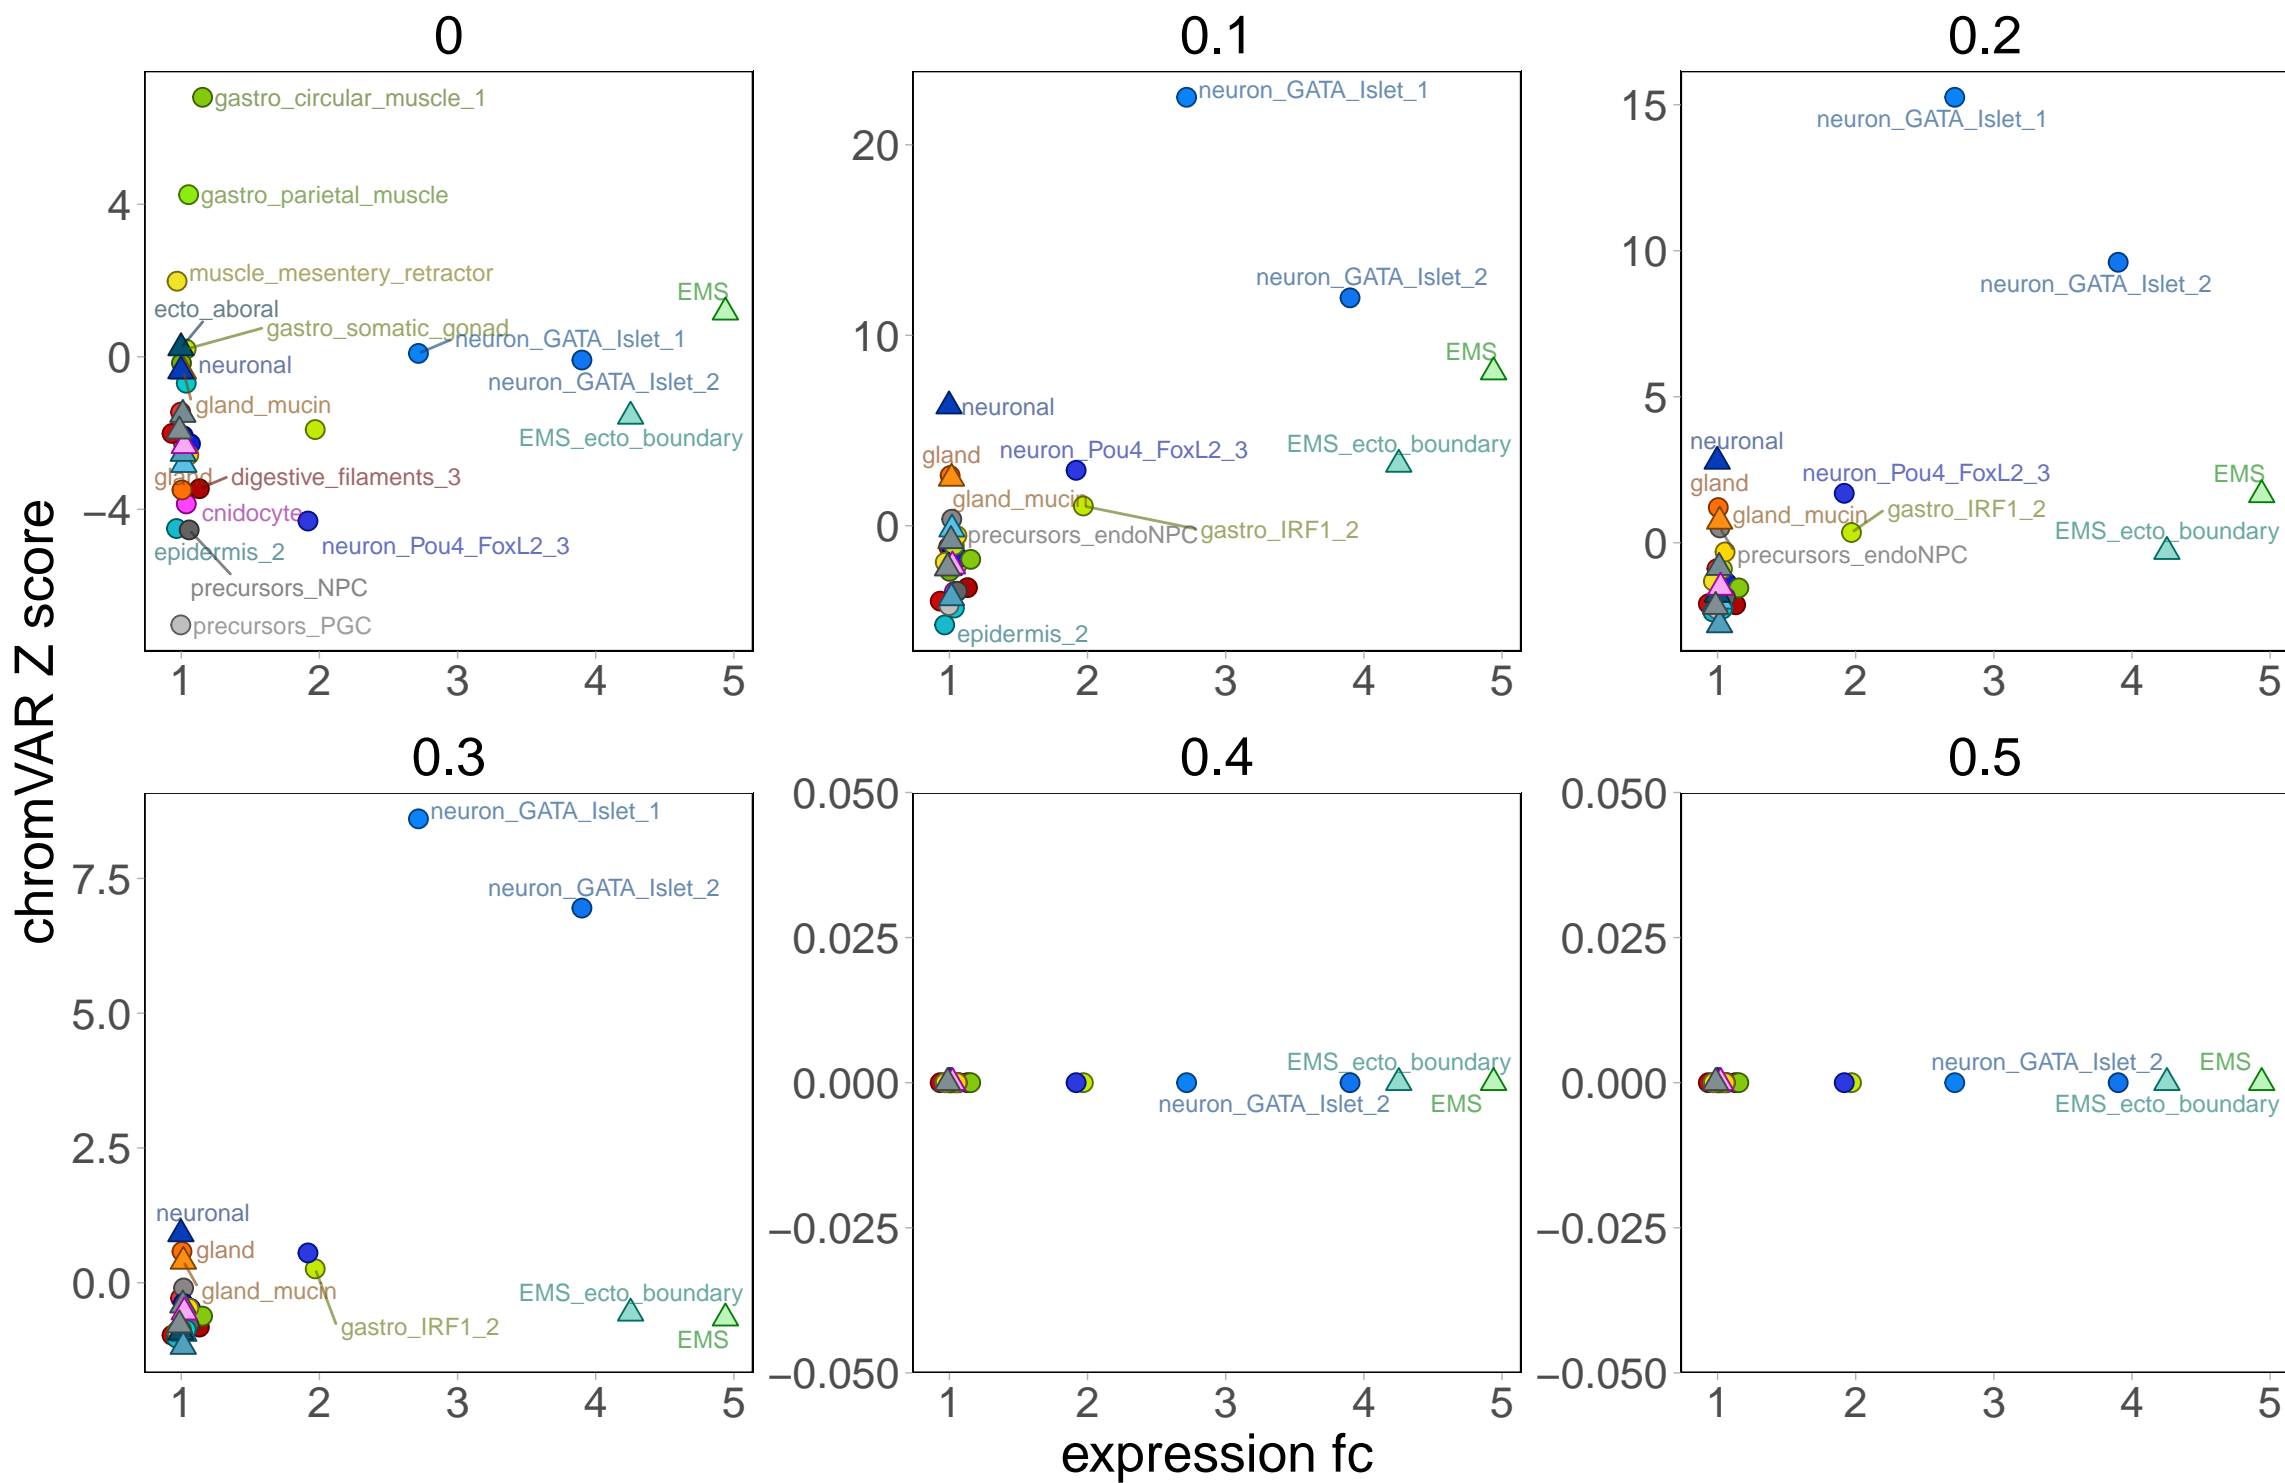 0
0.1
0.2
gastro_circular_muscle_1
gastro_parietal_muscle
muscle_mesentery_retractor
ecto_aboral
gastro_somatic_gonad
neuron_GATA_Islet_1
EMS
neuronal
neuron_GATA_Islet_2
gland_mucin
EMS_ecto_boundary
gland
digestive_filaments_3
cnidocyte
neuron_Pou4_FoxL2_3
epidermis_2
precursors_NPC
precursors_PGC
4
0
−4
1 2 3 4 5
neuron_GATA_Islet_1
neuron_GATA_Islet_2
EMS
neuronal
neuron_Pou4_FoxL2_3
EMS_ecto_boundary
gland
gland_mucin
precursors_endoNPC
gastro_IRF1_2
epidermis_2
20
10
0
1 2 3 4 5
neuron_GATA_Islet_1
neuron_GATA_Islet_2
neuronal
neuron_Pou4_FoxL2_3
EMS
gland
gland_mucin
gastro_IRF1_2
EMS_ecto_boundary
precursors_endoNPC
15
10
5
0
1 2 3 4 5
chromVAR Z score
0.3
0.4
0.5
neuron_GATA_Islet_1
neuron_GATA_Islet_2
neuronal
gland
gland_mucin
EMS_ecto_boundary
gastro_IRF1_2
EMS
7.5
5.0
2.5
0.0
1 2 3 4 5
0.050
0.025
0.000
−0.025
−0.050
EMS_ecto_boundary
neuron_GATA_Islet_2
EMS
1 2 3 4 5
0.050
0.025
0.000
−0.025
−0.050
neuron_GATA_Islet_2
EMS
EMS_ecto_boundary
1 2 3 4 5
expression fc